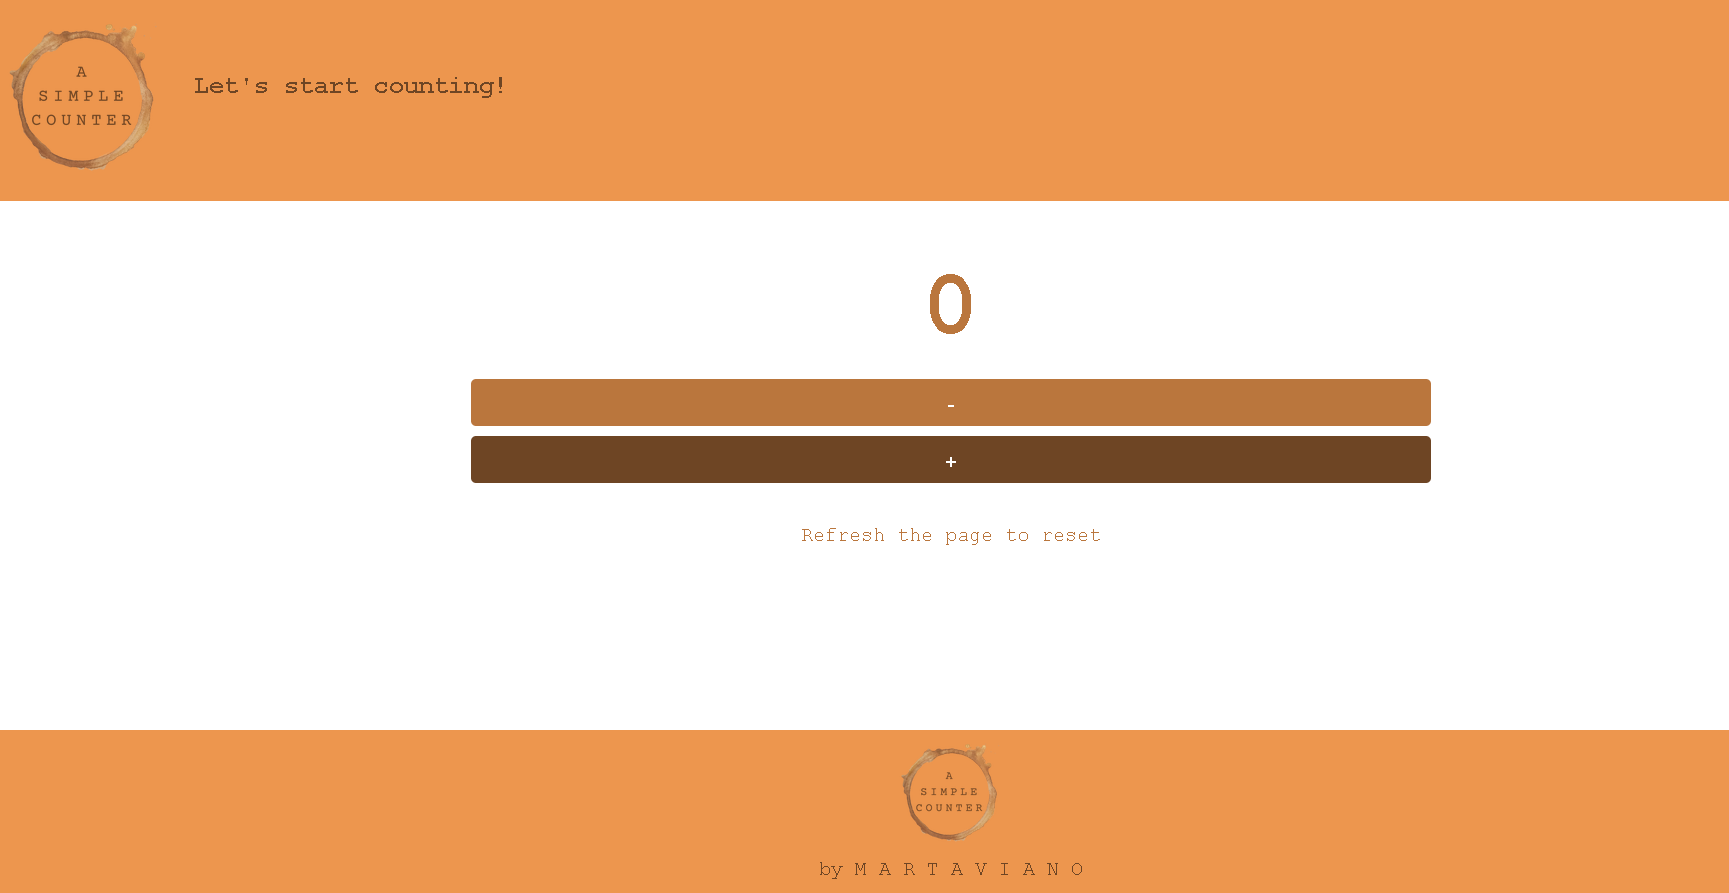 A
SIMPLE
COUNTER
Let's start counting!
0
-
+
Refresh the page to reset
A
SIMPLE
COUNTER
by M A R T A V I A N O